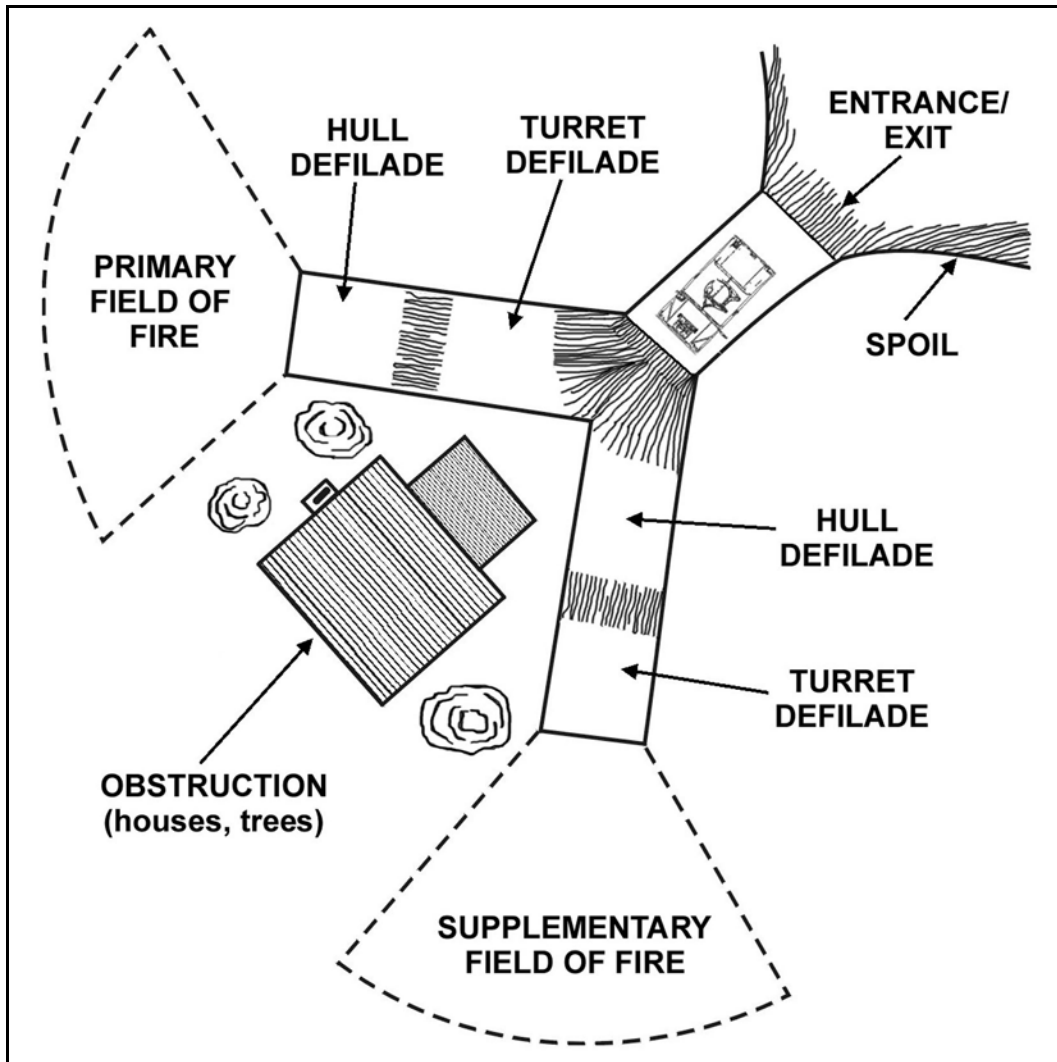 ENTRANCE/
EXIT
HULL
DEFILADE
TURRET
DEFILADE
PRIMARY
FIELD OF
FIRE
SPOIL
HULL
DEFILADE
TURRET
DEFILADE
OBSTRUCTION
(houses, trees)
SUPPLEMENTARY
FIELD OF FIRE